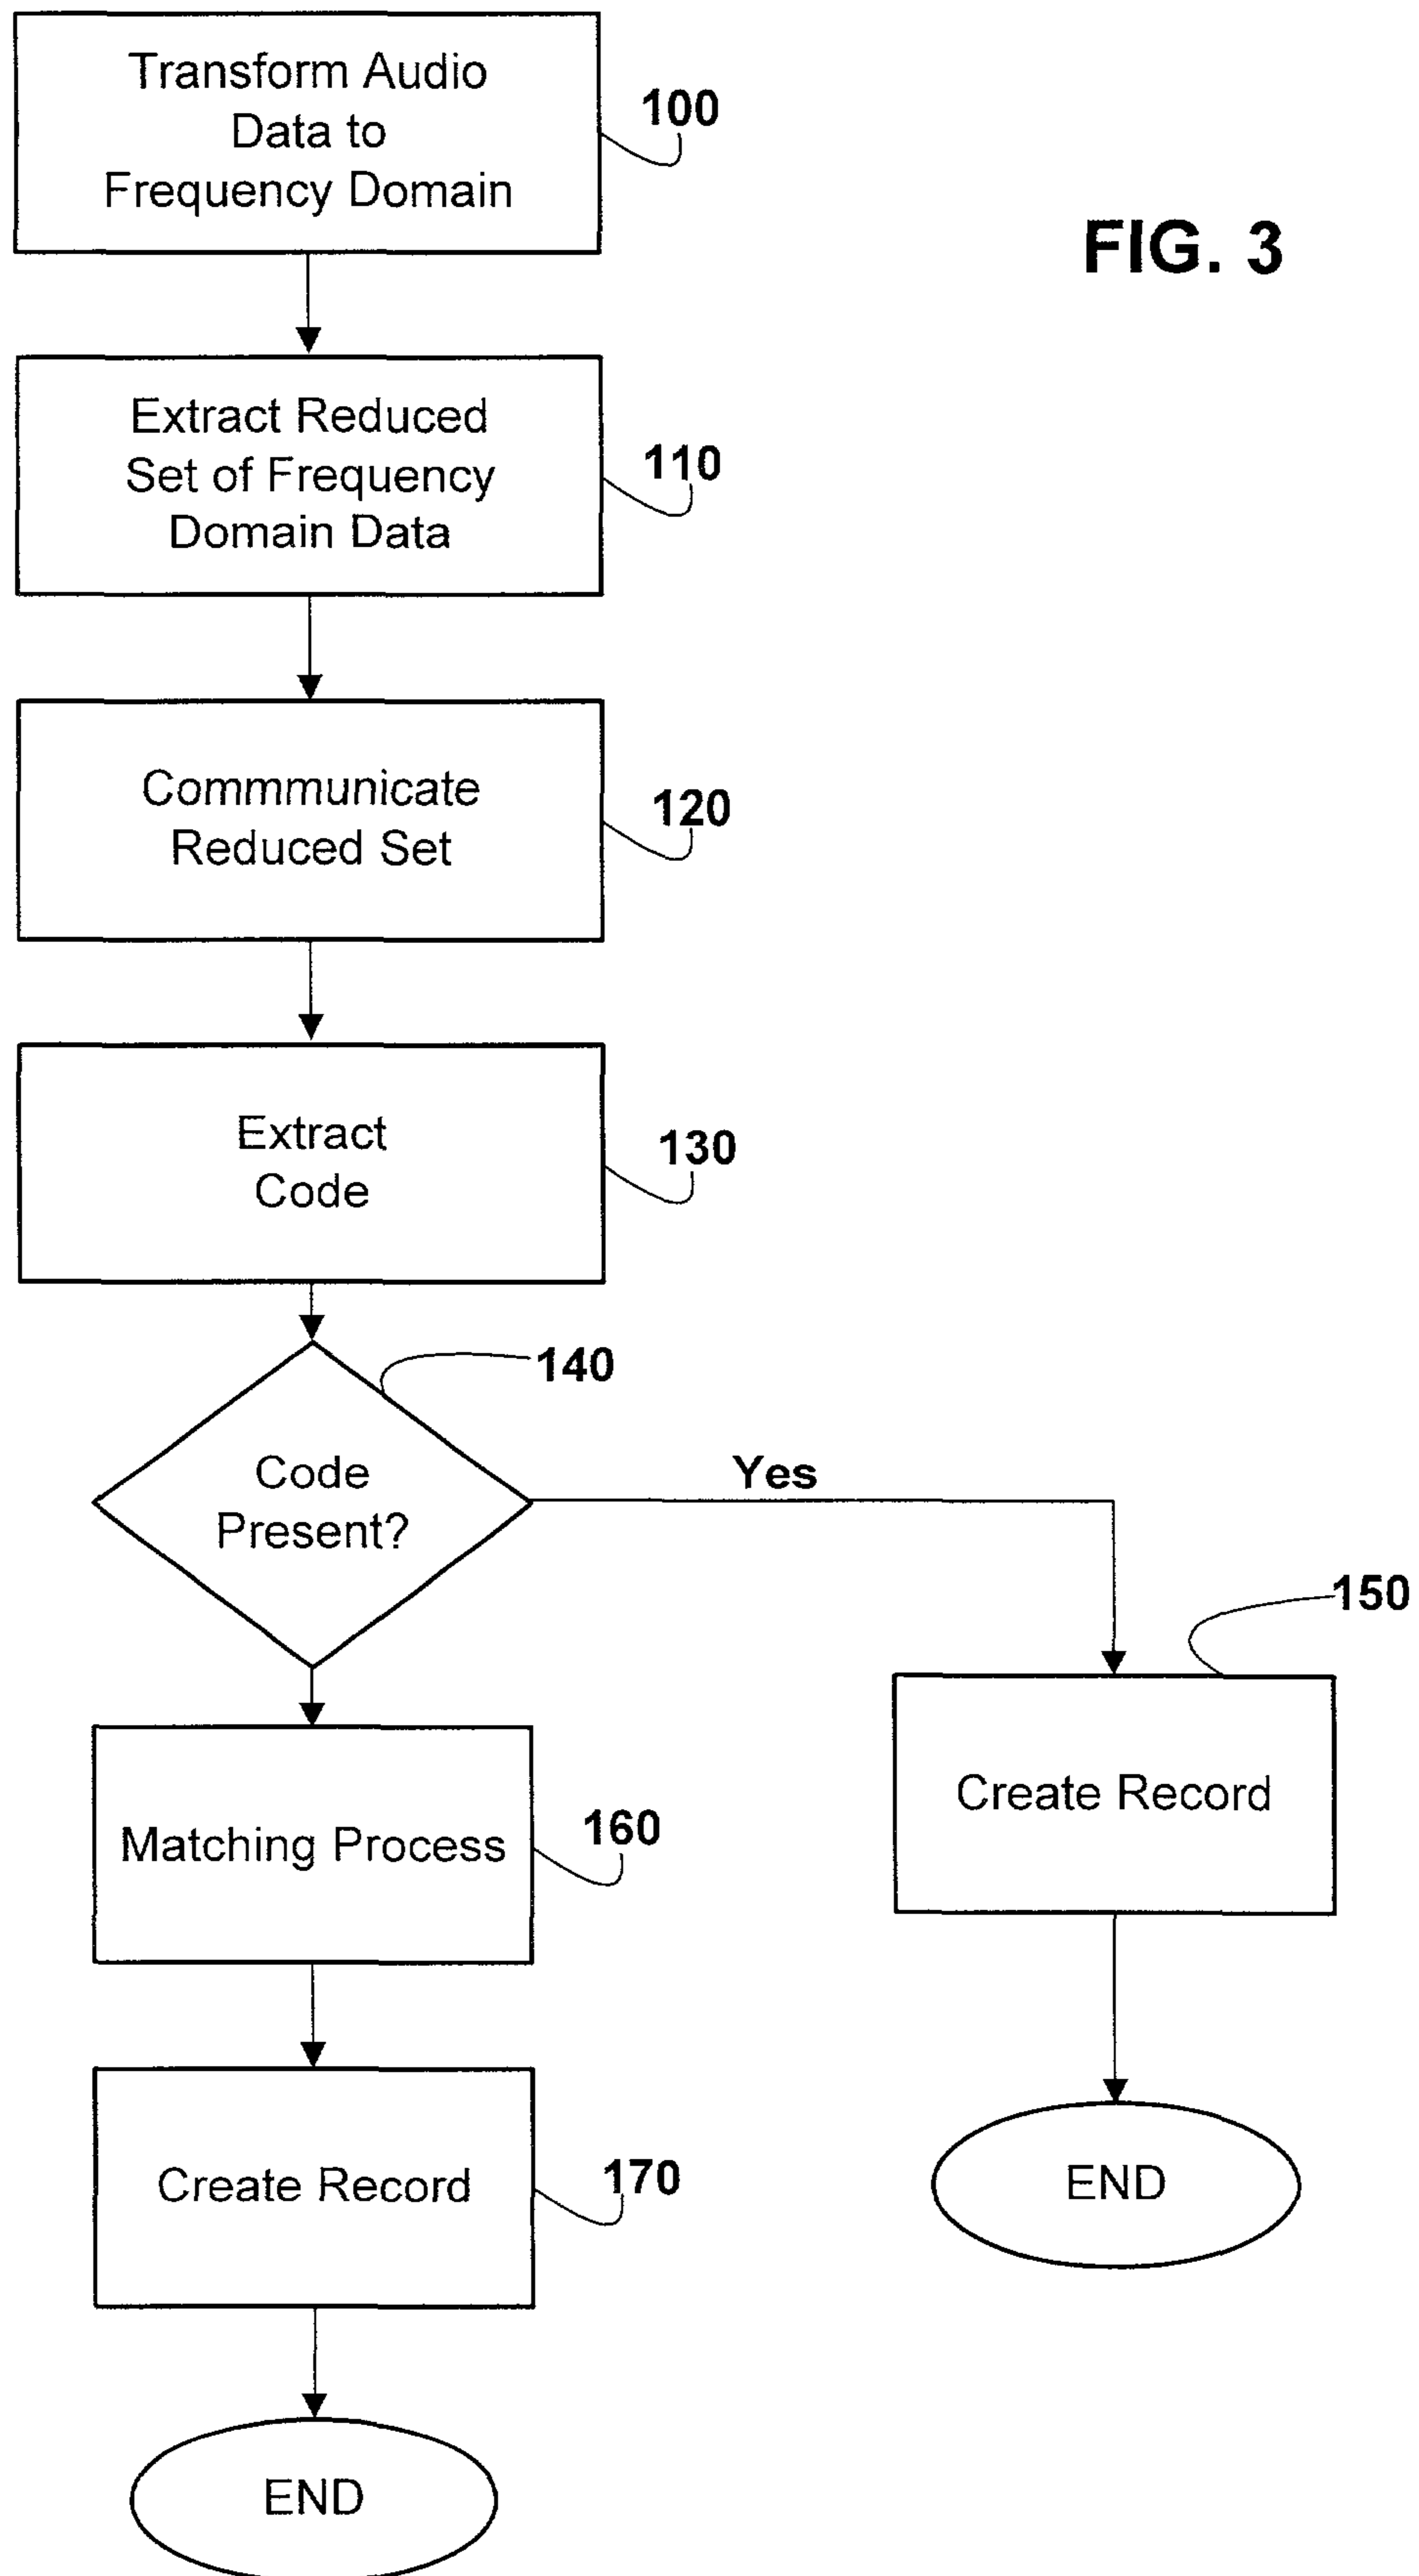 Transform Audio
Data to
Frequency Domain
100
FIG. 3
Extract Reduced
Set of Frequency
Domain Data
110
Commmunicate
Reduced Set
120
Extract
Code
130
140
Code
Present?
Yes
150
Create Record
Matching Process
160
Create Record
170
END
END